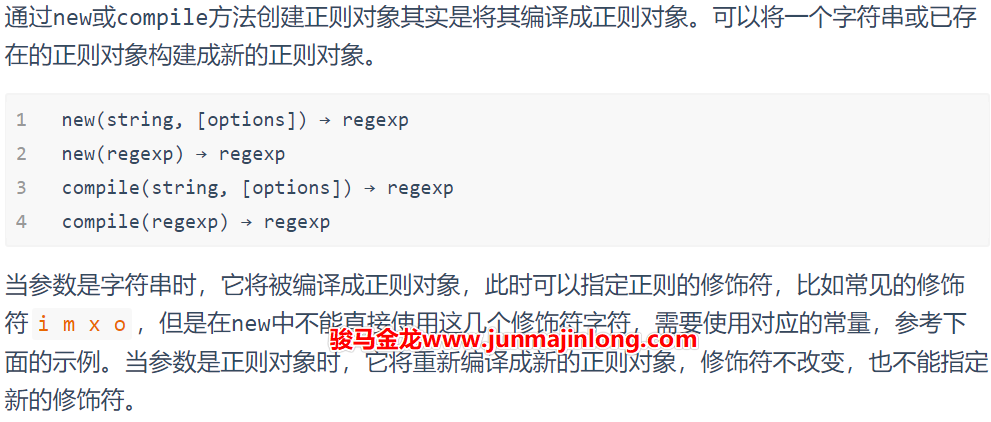 通过new或compile方法创建正则对象其实是将其编译成正则对象。可以将一个字符串或已存
在的正则对象构建成新的正则对象。
1 new(string, [options]) → regexp
2 new(regexp) → regexp
3 compile(string, [options]) → regexp
4 compile(regexp) → regexp
当参数是字符串时，它将被编译成正则对象，此时可以指定正则的修饰符，比如常见的修饰
符 i m x o ，但是在new中不能直接使用这几个修饰符字符，需要使用对应的常量，参考下
骏马金龙www.junmajinlong.com
面的示例。当参数是正则对象时，它将重新编译成新的正则对象，修饰符不改变，也不能指定
新的修饰符。